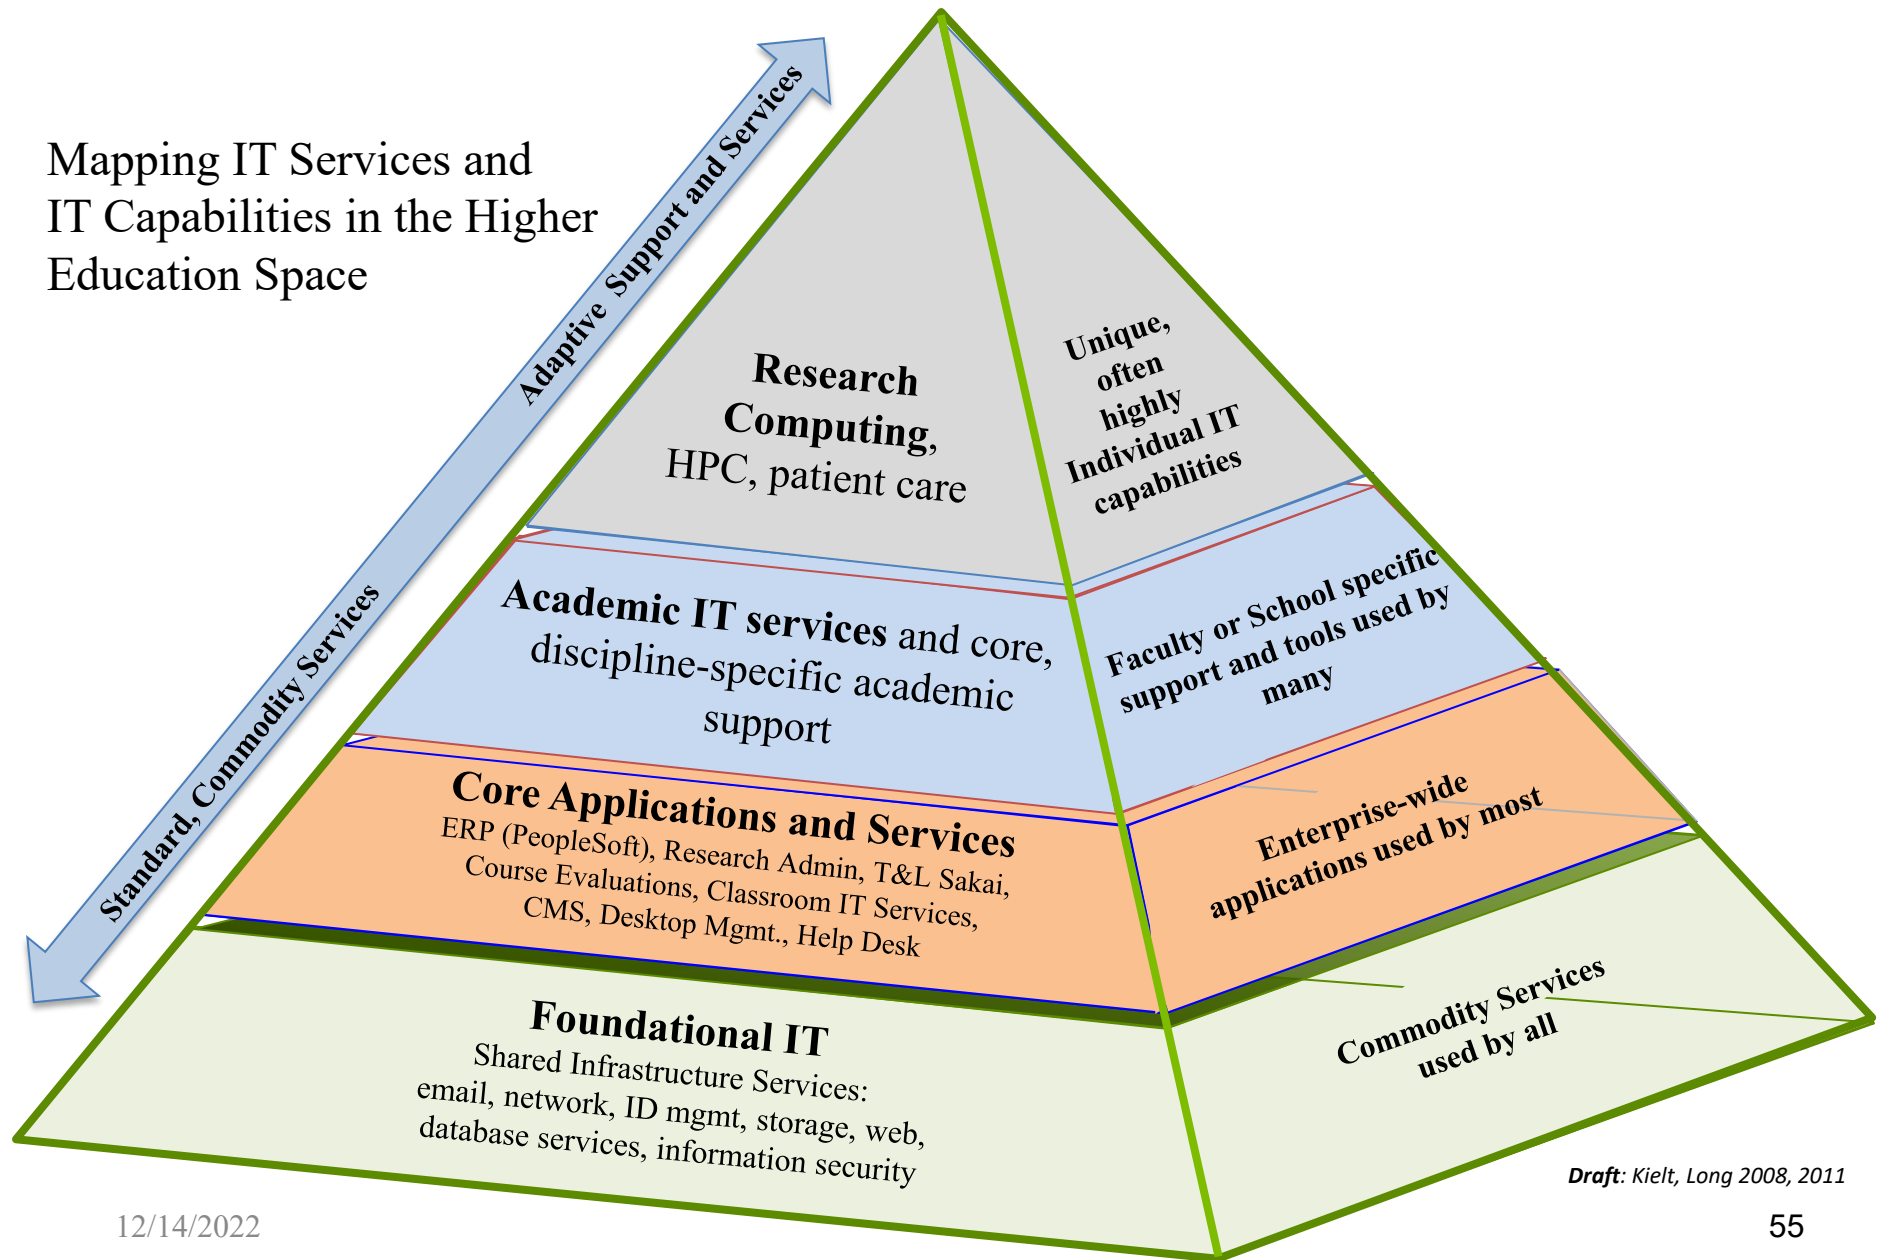 Mapping IT Services and
IT Capabilities in the Higher
Education Space
Adaptive Support and Services
Standard, Commodity Services
Research
Computing,
HPC, patient care
Unique,
often
highly
Individual IT
capabilities
Academic IT services and core,
discipline-specific academic
support
Faculty or School specific
support and tools used by
many
Core Applications and Services
ERP (PeopleSoft), Research Admin, T&L Sakai,
Course Evaluations, Classroom IT Services,
CMS, Desktop Mgmt., Help Desk
Enterprise-wide
applications used by most
Foundational IT
Shared Infrastructure Services:
email, network, ID mgmt, storage, web,
database services, information security
Commodity Services
used by all
Draft: Kielt, Long 2008, 2011
12/14/2022
55